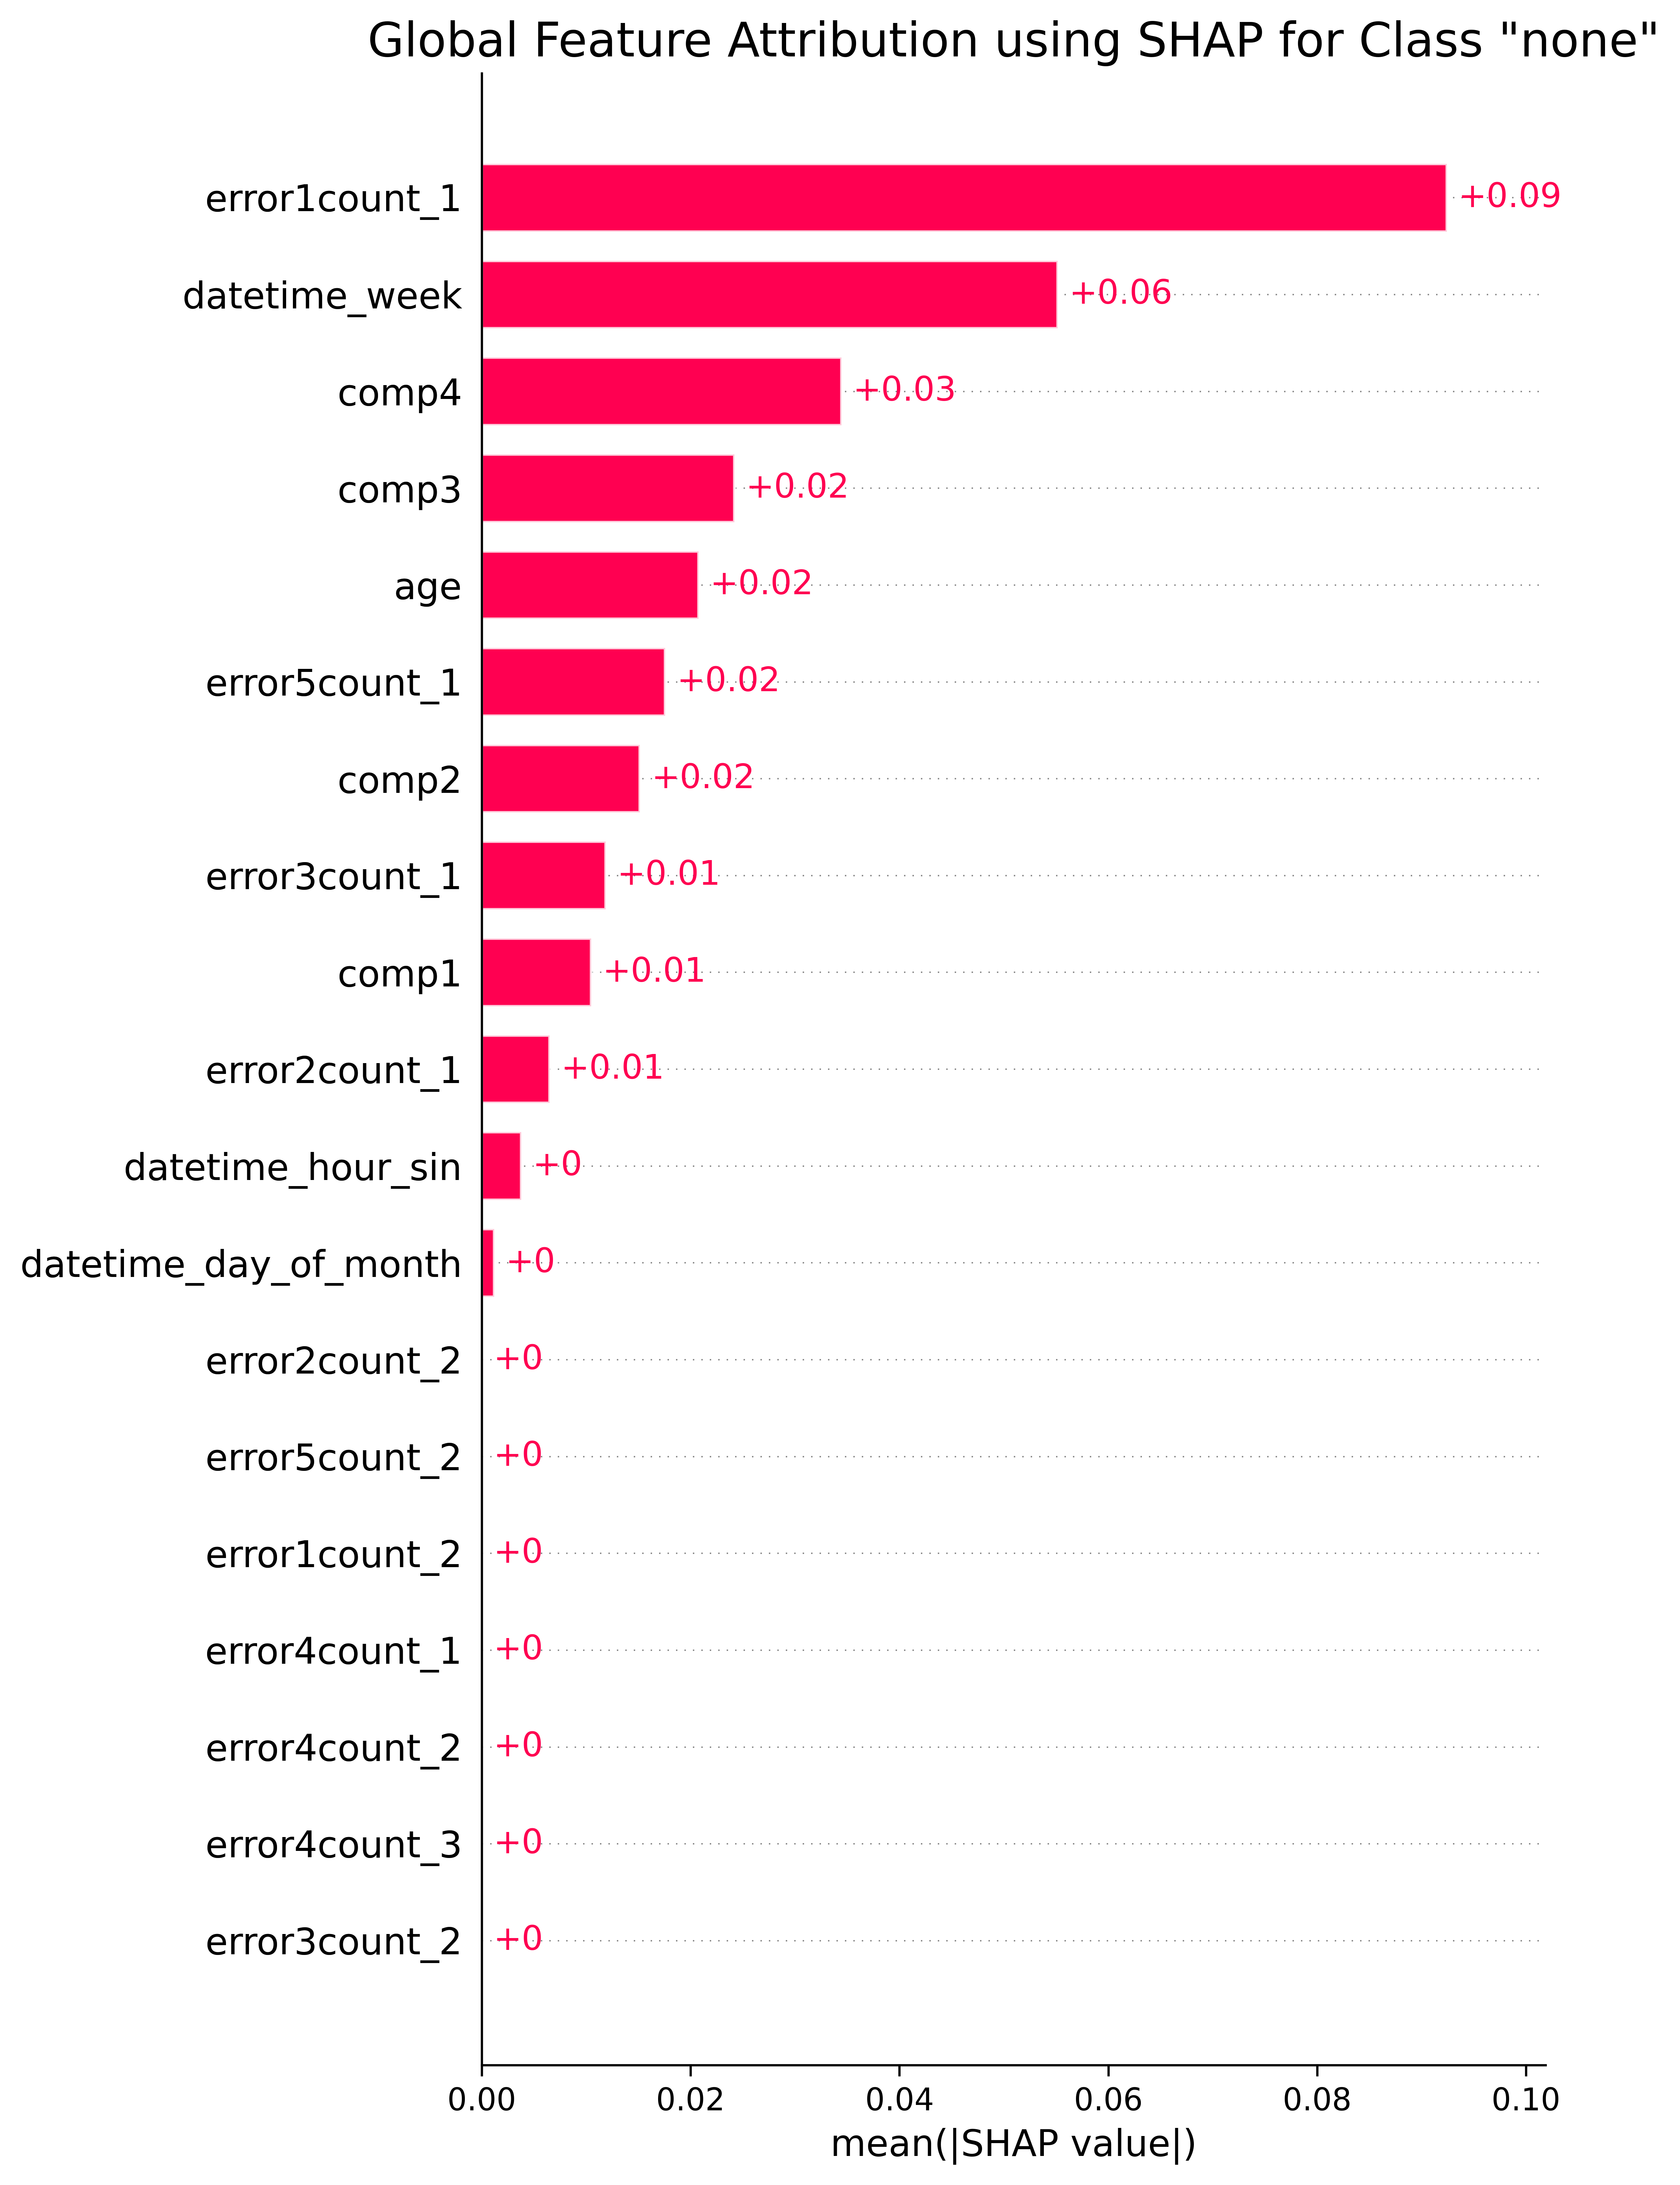 Global Feature Attribution using SHAP for Class "none"
error1count_1 +0.09
datetime_week +0.06
comp4 +0.03
comp3 +0.02
age +0.02
error5count_1 +0.02
comp2 +0.02
error3count_1 +0.01
comp1 +0.01
error2count_1 +0.01
datetime_hour_sin +0
datetime_day_of_month +0
error2count_2 +0
error5count_2 +0
error1count_2 +0
error4count_1 +0
error4count_2 +0
error4count_3 +0
error3count_2 +0
0.00 0.02 0.04 0.06 0.08 0.10
mean(|SHAP value|)